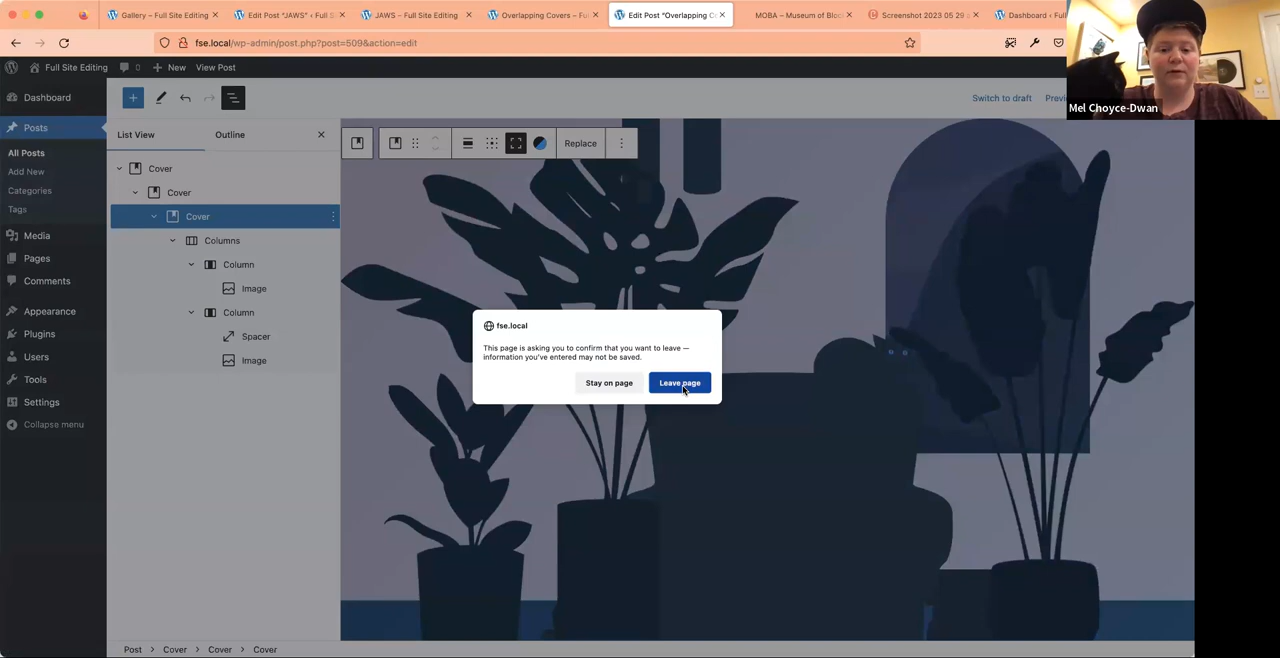 Gallery – Full Site Editing
Edit Post "JAWS" ‹ Full S
JAWS – Full Site Editing
Overlapping Covers – Ful
Edit Post "Overlapping Co
MOBA – Museum of Bloc
Screenshot 2023 05 29
Dashboard ‹ Full
fse.local/wp-admin/post.php?post=509&action=edit
Full Site Editing
0
New
View Post
Dashboard
Posts
All Posts
Add New
Categories
Tags
Media
Pages
Comments
Appearance
Plugins
Users
Tools
Settings
Collapse menu
Switch to draft
Previ
List View
Outline
Cover
Cover
Cover
Columns
Column
Image
Column
Spacer
Image
Replace
fse.local
This page is asking you to confirm that you want to leave —
information you've entered may not be saved.
Stay on page
Leave page
Post > Cover > Cover > Cover
Mel Choyce-Dwan